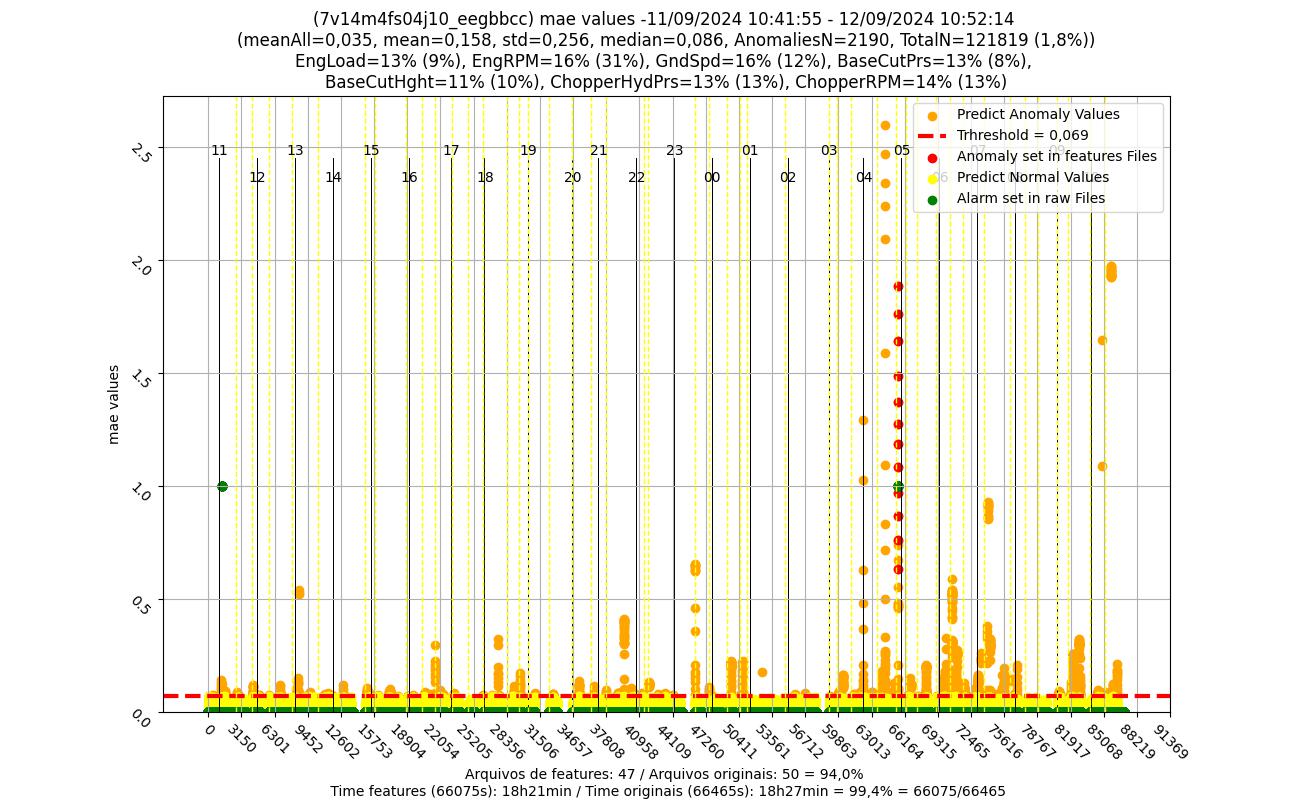 (7v14m4fs04j10_eegbbcc) mae values -11/09/2024 10:41:55 - 12/09/2024 10:52:14
(meanAll=0,035, mean=0,158, std=0,256, median=0,086, AnomaliesN=2190, TotalN=121819 (1,8%))
EngLoad=13% (9%), EngRPM=16% (31%), GndSpd=16% (12%), BaseCutPrs=13% (8%),
BaseCutHght=11% (10%), ChopperHydPrs=13% (13%), ChopperRPM=14% (13%)
Predict Anomaly Values
Trhreshold = 0,069
Anomaly set in features Files
Predict Normal Values
Alarm set in raw Files
11 13 15 17 19 21 23 01 03 05 07 09
12 14 16 18 20 22 00 02 04 06
mae values
2.5
2.0
1.5
1.0
0.5
0.0
0 3150 6301 9452 12602 15753 18904 22054 25205 28356 31506 34657 37808 40958 44109 47260 50411 53561 56712 59863 63013 66164 69315 72465 75616 78767 81917 85068 88219 91369
Arquivos de features: 47 / Arquivos originais: 50 = 94,0%
Time features (66075s): 18h21min / Time originais (66465s): 18h27min = 99,4% = 66075/66465